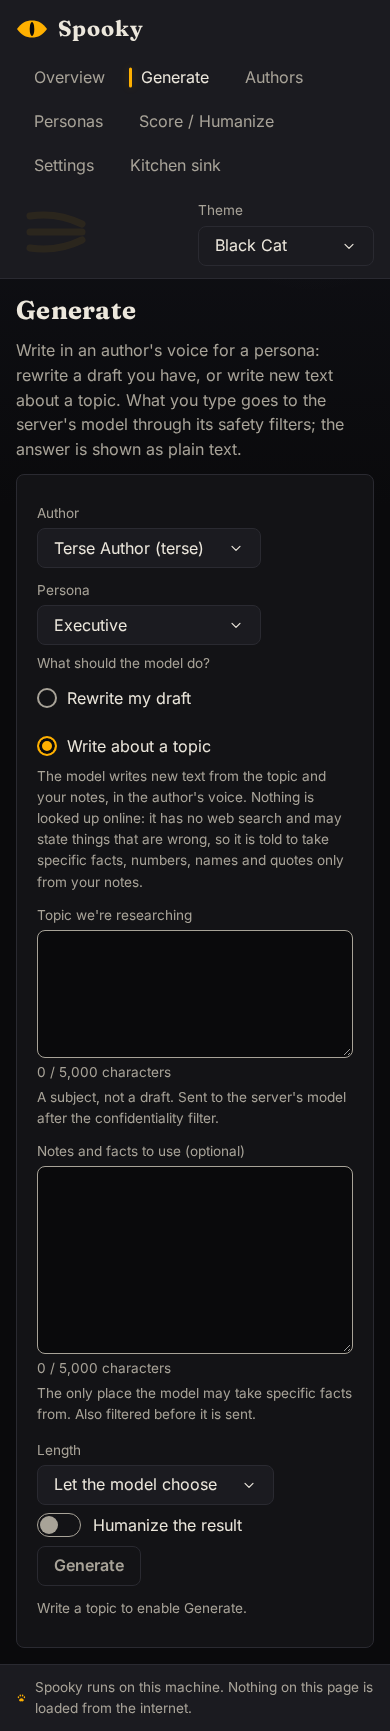 Spooky
Overview
Generate
Authors
Personas
Score / Humanize
Settings
Kitchen sink
Theme
Black Cat
Generate
Write in an author's voice for a persona:
rewrite a draft you have, or write new text
about a topic. What you type goes to the
server's model through its safety filters; the
answer is shown as plain text.
Author
Terse Author (terse)
Persona
Executive
What should the model do?
Rewrite my draft
Write about a topic
The model writes new text from the topic and
your notes, in the author's voice. Nothing is
looked up online: it has no web search and may
state things that are wrong, so it is told to take
specific facts, numbers, names and quotes only
from your notes.
Topic we're researching
0 / 5,000 characters
A subject, not a draft. Sent to the server's model
after the confidentiality filter.
Notes and facts to use (optional)
0 / 5,000 characters
The only place the model may take specific facts
from. Also filtered before it is sent.
Length
Let the model choose
Humanize the result
Generate
Write a topic to enable Generate.
Spooky runs on this machine. Nothing on this page is
loaded from the internet.